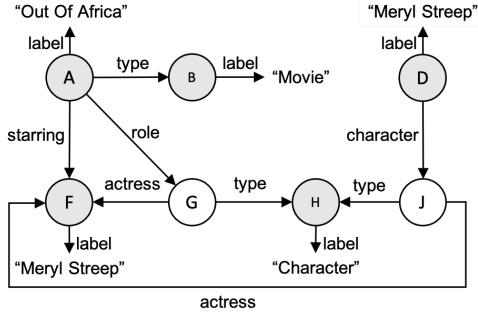 “Out Of Africa” “Meryl Streep”
label label
type label
A B “Movie” D
starring role character
actress type type
F G H J
label label
“Meryl Streep” “Character”
actress